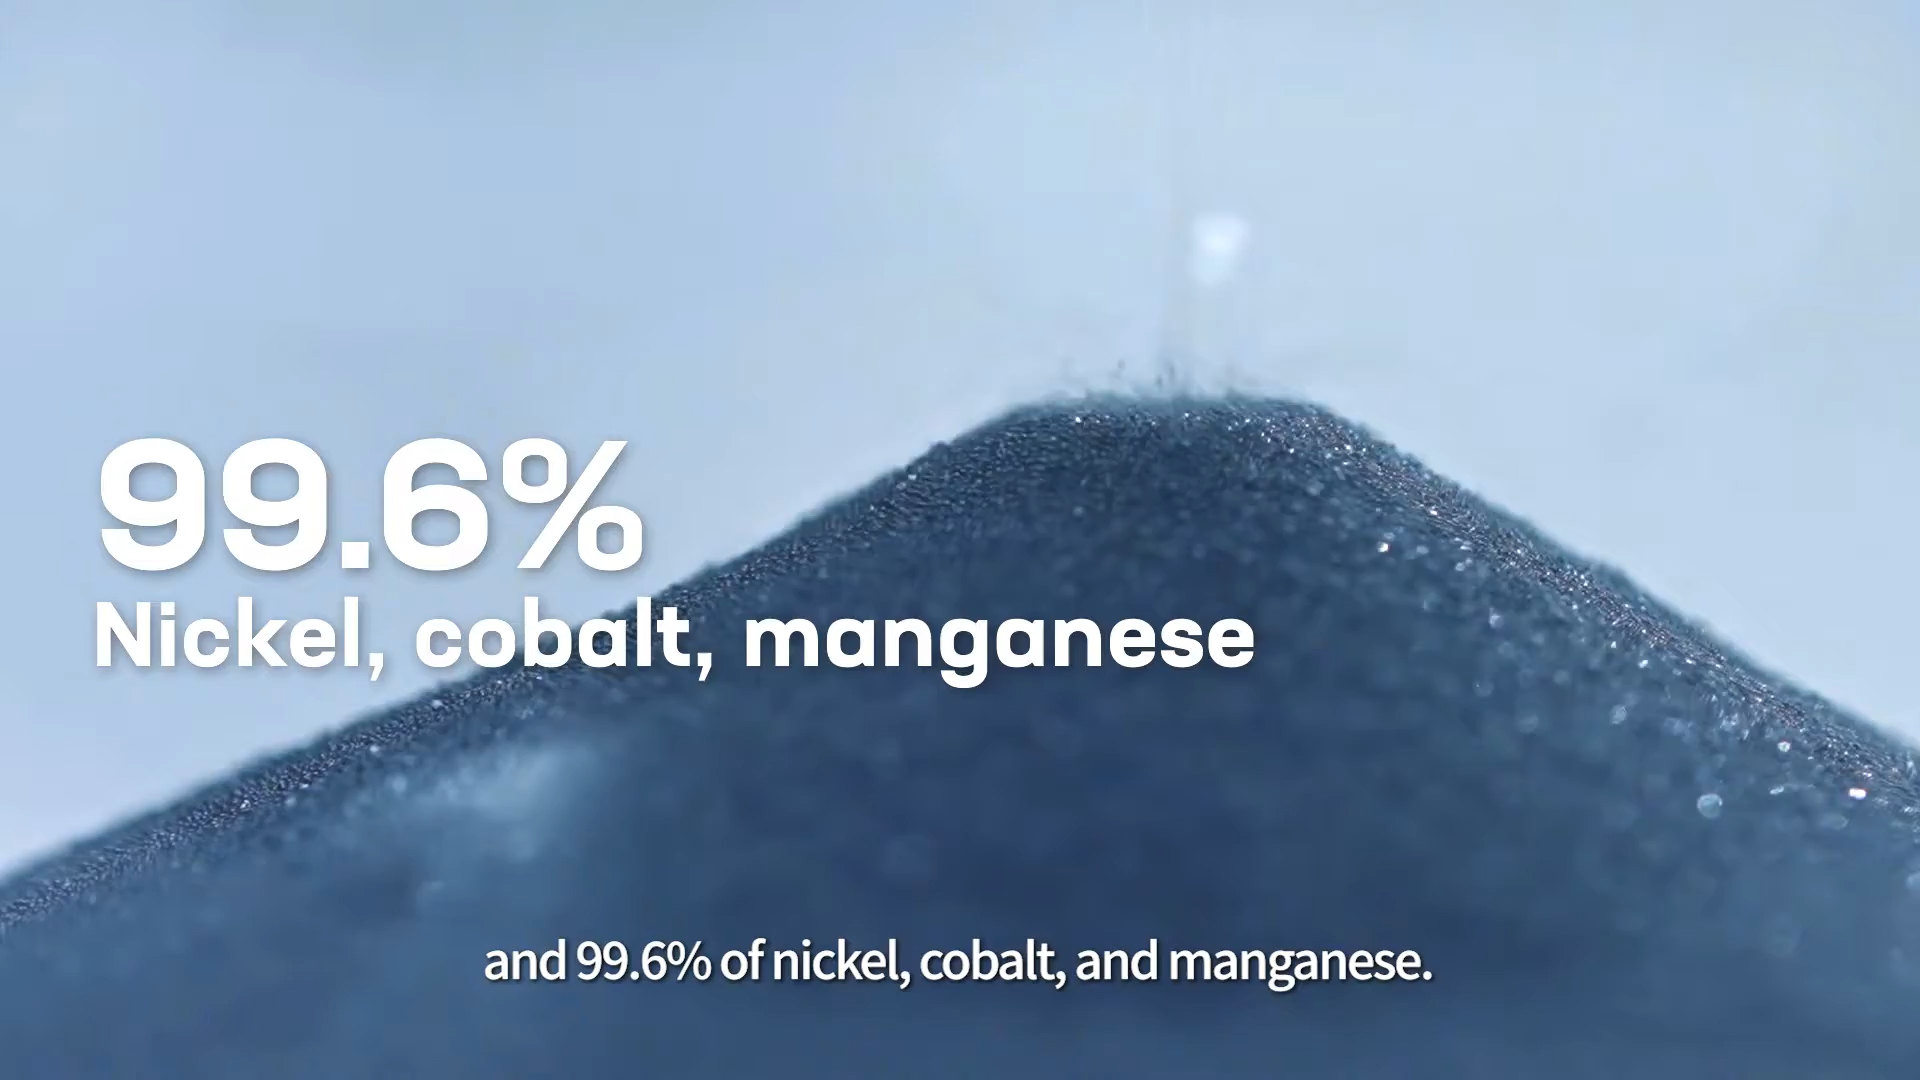 99.6%
Nickel, cobalt, manganese
and 99.6% of nickel, cobalt, and manganese.